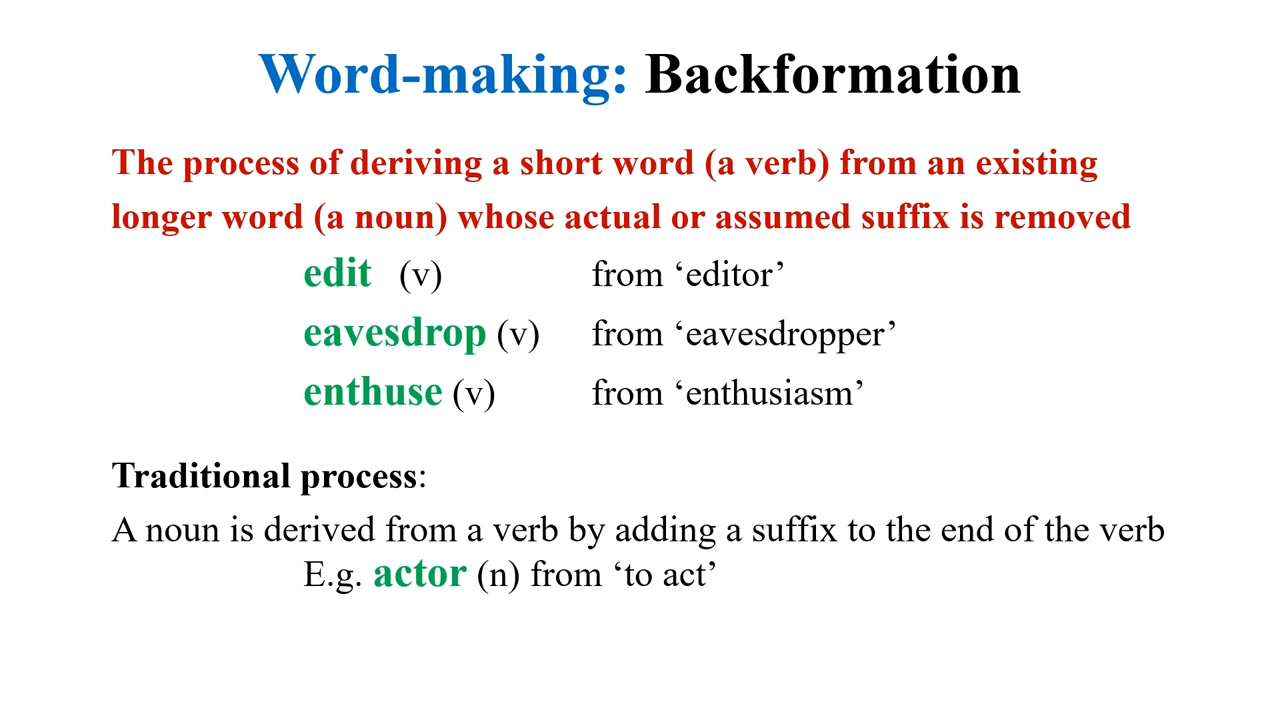 Word-making: Backformation
The process of deriving a short word (a verb) from an existing
longer word (a noun) whose actual or assumed suffix is removed
edit (v) from ‘editor’
eavesdrop (v) from ‘eavesdropper’
enthuse (v) from ‘enthusiasm’
Traditional process:
A noun is derived from a verb by adding a suffix to the end of the verb
E.g. actor (n) from ‘to act’